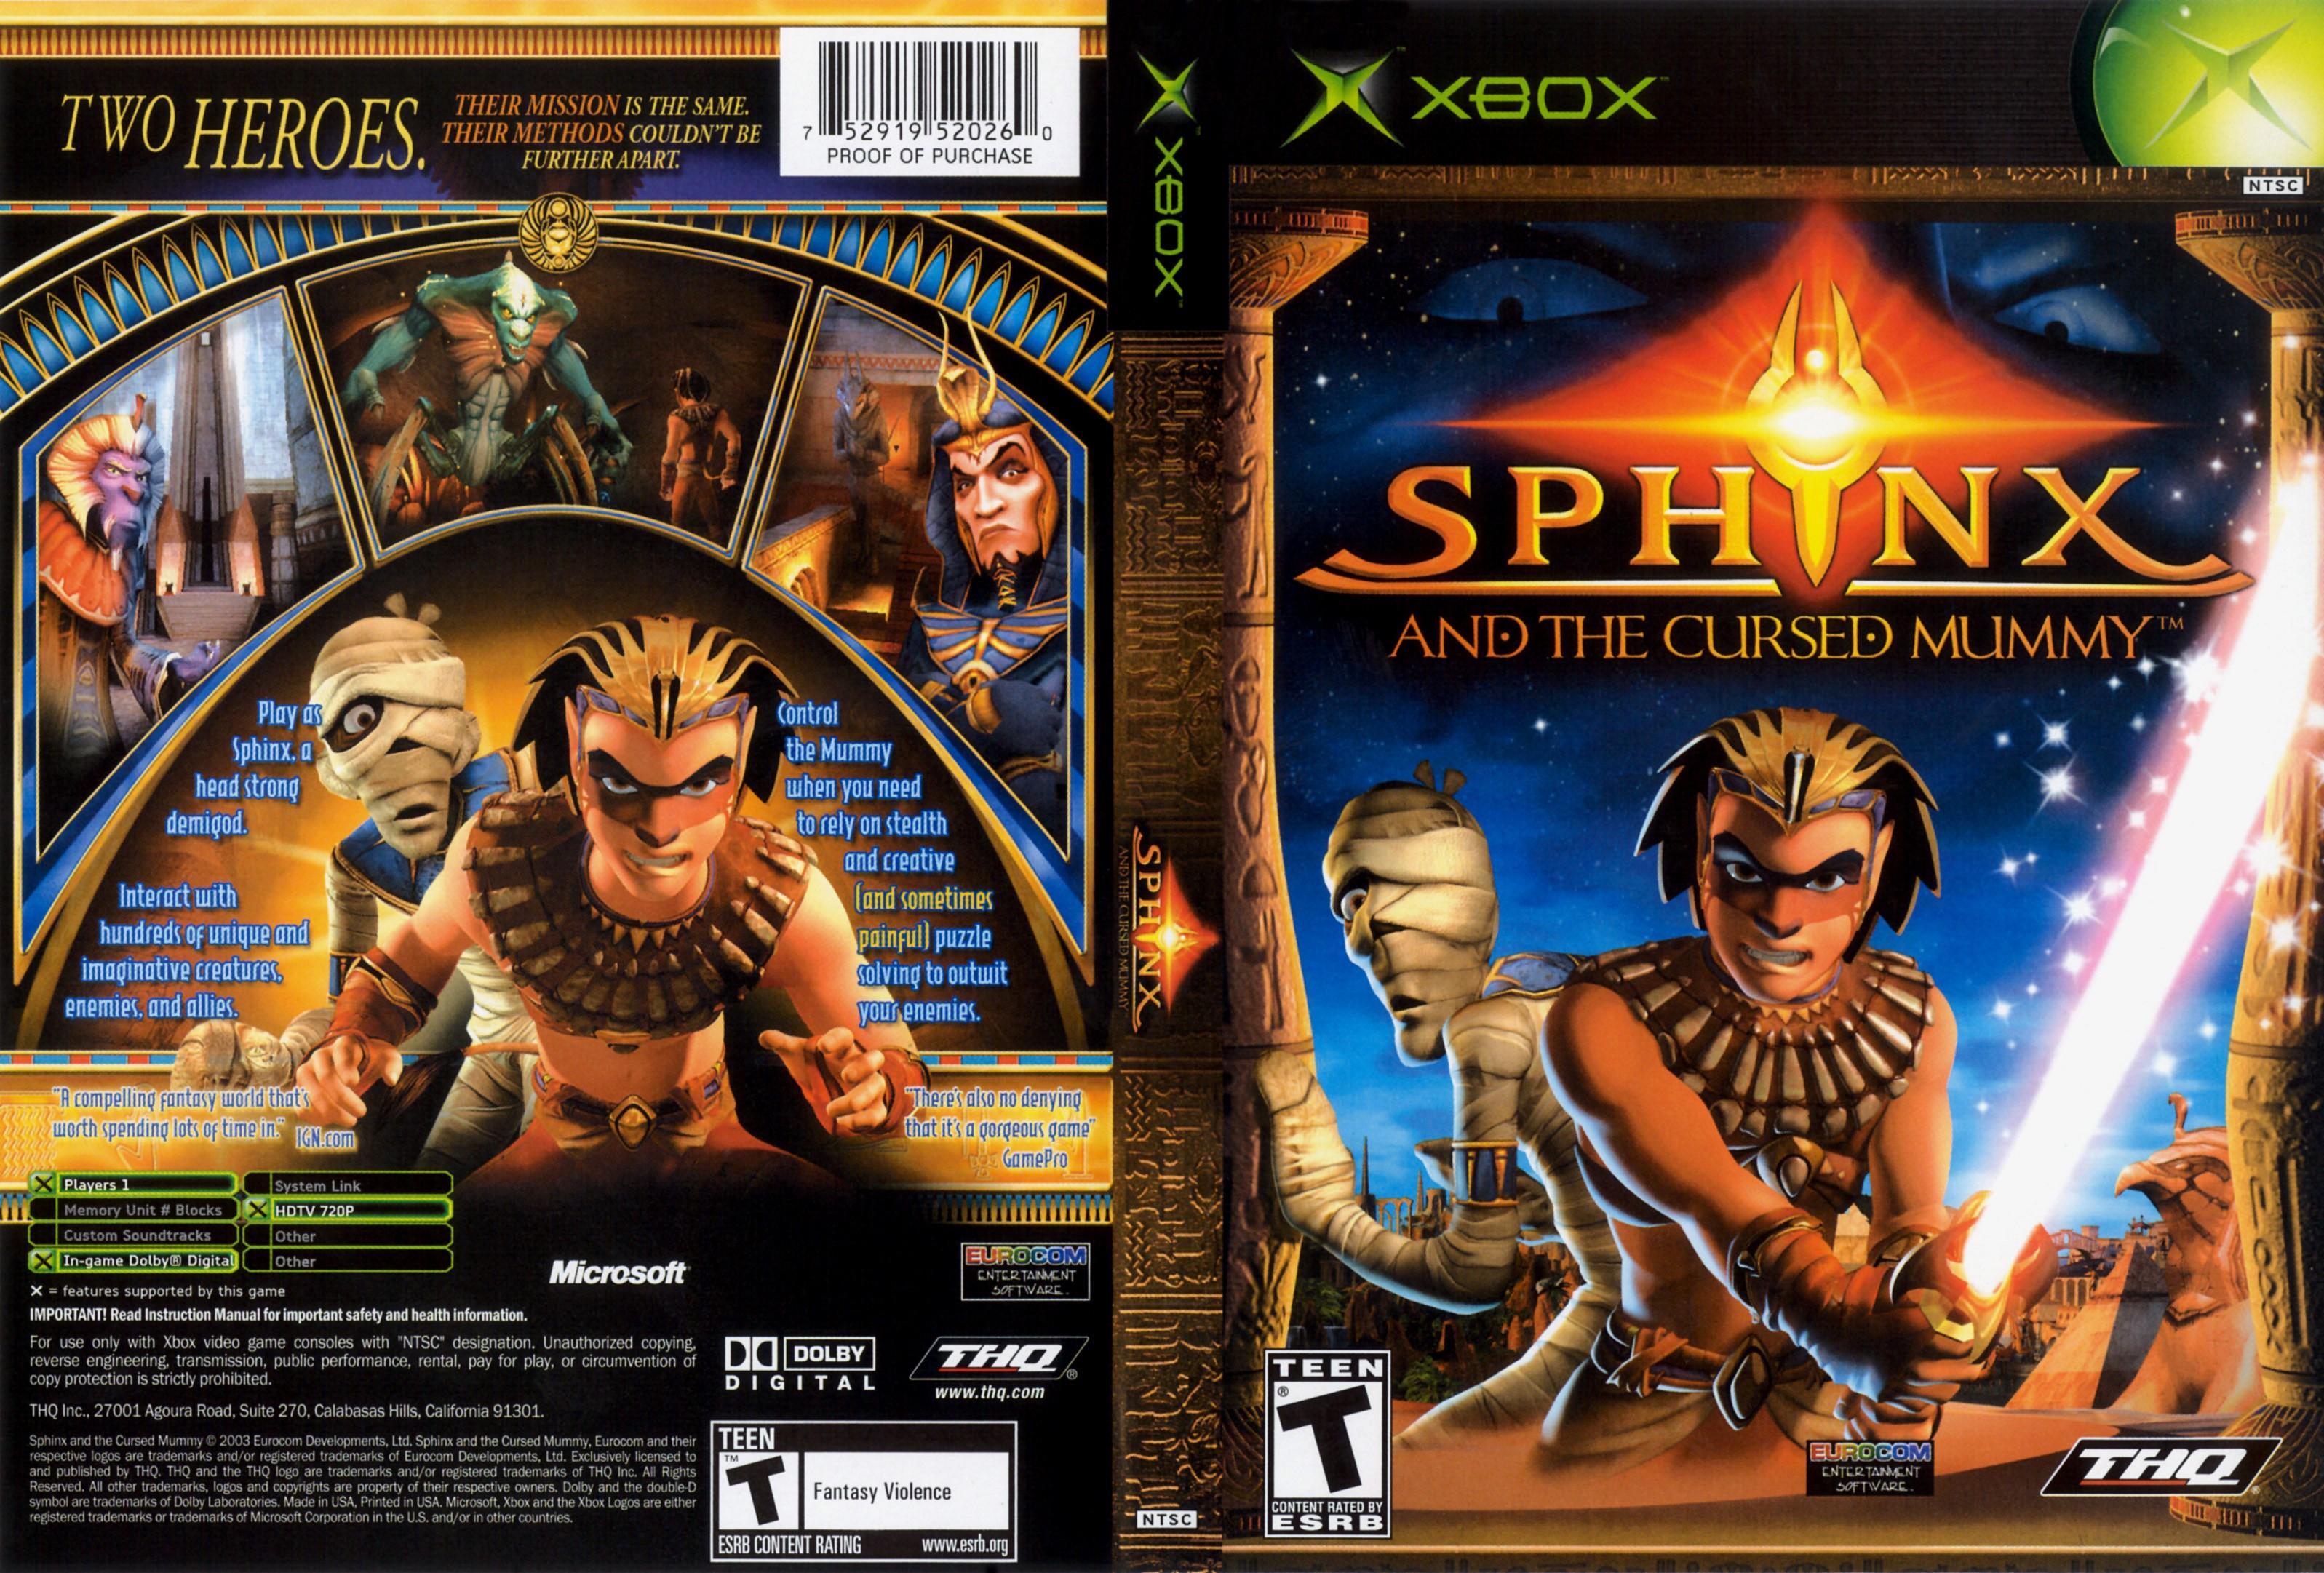 TWO HEROES.
THEIR MISSION IS THE SAME.
THEIR METHODS COULDN'T BE
FURTHER APART.
7 52919 52026 0
PROOF OF PURCHASE
Play as
Sphinx, a
head strong
demigod.
Interact with
hundreds of unique and
imaginative creatures,
enemies, and allies.
Control
the Mummy
when you need
to rely on stealth
and creative
(and sometimes
painful) puzzle
solving to outwit
your enemies.
"A compelling fantasy world that's
worth spending lots of time in." IGN.com
"There's also no denying
that it's a gorgeous game"
GamePro
Players 1
System Link
Memory Unit # Blocks
HDTV 720P
Custom Soundtracks
Other
In-game Dolby® Digital
Other
X = features supported by this game
IMPORTANT! Read Instruction Manual for important safety and health information.
For use only with Xbox video game consoles with "NTSC" designation. Unauthorized copying,
reverse engineering, transmission, public performance, rental, pay for play, or circumvention of
copy protection is strictly prohibited.
THQ Inc., 27001 Agoura Road, Suite 270, Calabasas Hills, California 91301.
Sphinx and the Cursed Mummy © 2003 Eurocom Developments, Ltd. Sphinx and the Cursed Mummy, Eurocom and their
respective logos are trademarks and/or registered trademarks of Eurocom Developments, Ltd. Exclusively licensed to
and published by THQ. THQ and the THQ logo are trademarks and/or registered trademarks of THQ Inc. All Rights
Reserved. All other trademarks, logos and copyrights are property of their respective owners. Dolby and the double-D
symbol are trademarks of Dolby Laboratories. Made in USA, Printed in USA. Microsoft, Xbox and the Xbox Logos are either
registered trademarks or trademarks of Microsoft Corporation in the U.S. and/or in other countries.
Microsoft
EUROCOM
ENTERTAINMENT
SOFTWARE.
DOLBY
DIGITAL
THQ®
www.thq.com
TEEN
T™
Fantasy Violence
ESRB CONTENT RATING www.esrb.org
XBOX™
SPHINX
AND THE CURSED MUMMY
NTSC
XBOX™
NTSC
SPHINX
AND THE CURSED MUMMY™
TEEN
T®
CONTENT RATED BY
ESRB
EUROCOM
ENTERTAINMENT
SOFTWARE.
THQ®